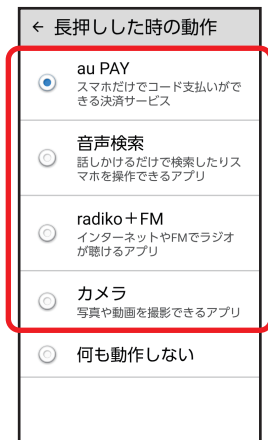 ← 長押しした時の動作
au PAY
スマホだけでコード支払いがで
きる決済サービス
音声検索
話しかけるだけで検索したりス
マホを操作できるアプリ
radiko＋FM
インターネットやFMでラジオ
が聴けるアプリ
カメラ
写真や動画を撮影できるアプリ
何も動作しない